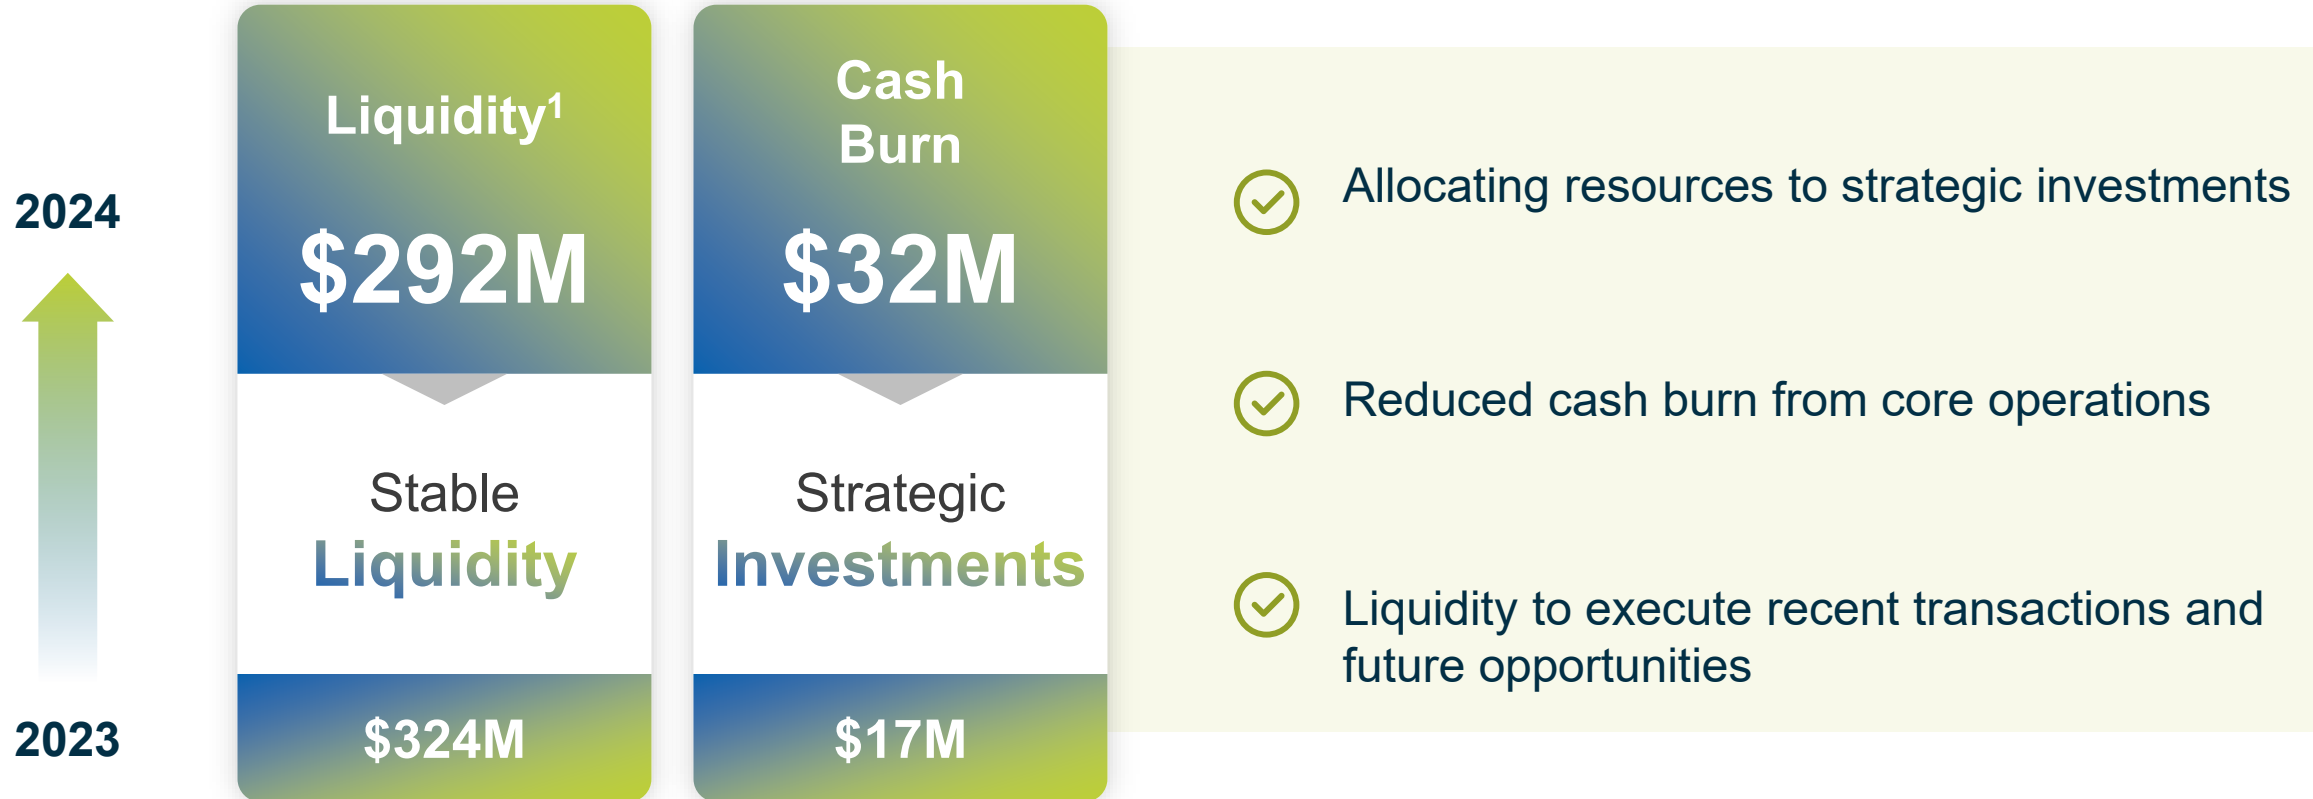 2024
2023
Liquidity¹
$292M
Stable
Liquidity
$324M
Cash
Burn
$32M
Strategic
Investments
$17M
Allocating resources to strategic investments
Reduced cash burn from core operations
Liquidity to execute recent transactions and
future opportunities